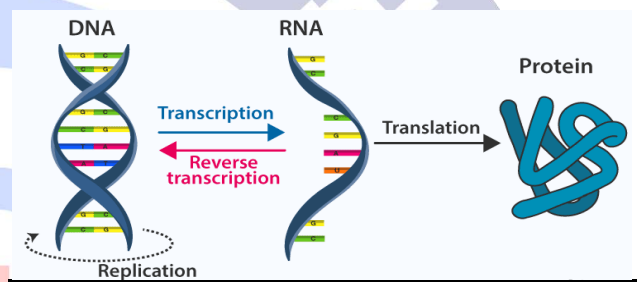 DNA
RNA
Protein
Transcription
Reverse
transcription
Translation
Replication
G C
C G
G C
C G
T A
A T
G C
C G
G
C
C
G
A
U
G
C